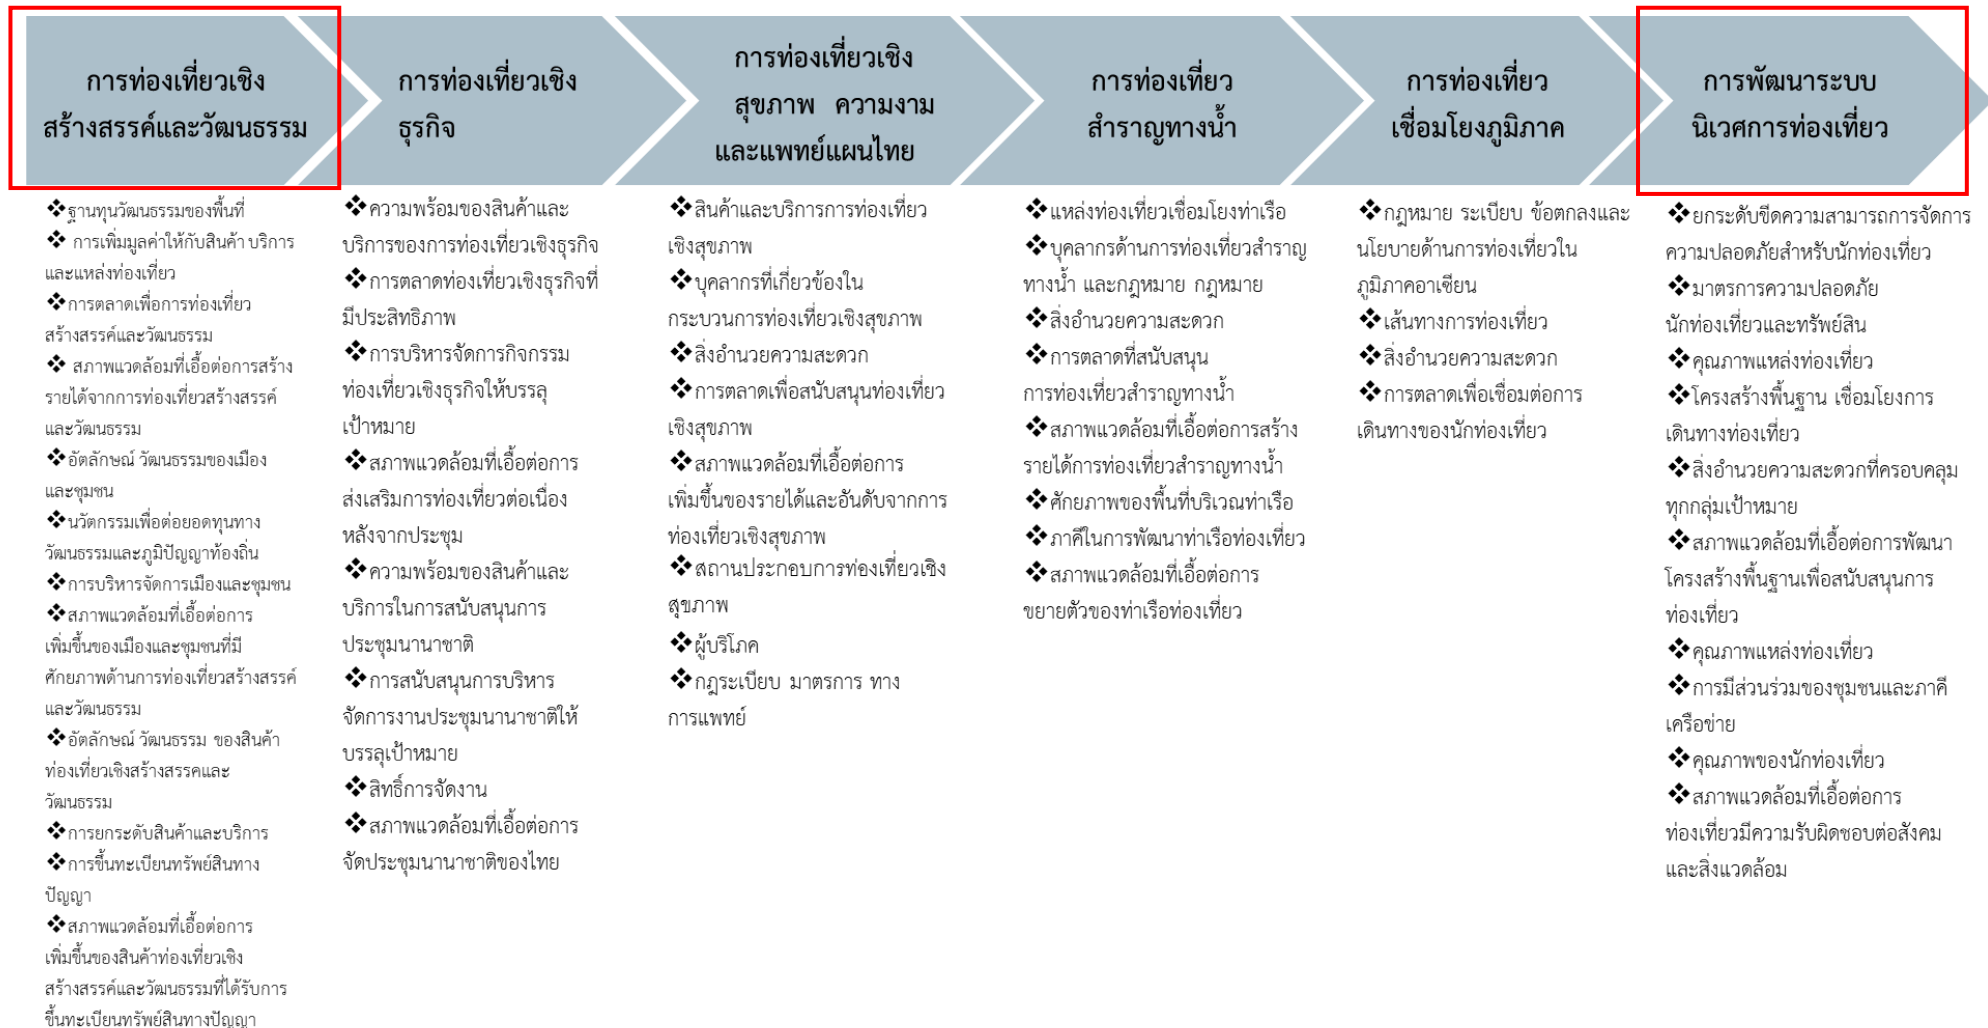 การท่องเที่ยวเชิง
สร้างสรรค์และวัฒนธรรม
❖ฐานทุนวัฒนธรรมของพื้นที่
❖ การเพิ่มมูลค่าให้กับสินค้า บริการ
และแหล่งท่องเที่ยว
❖การตลาดเพื่อการท่องเที่ยว
สร้างสรรค์และวัฒนธรรม
❖ สภาพแวดล้อมที่เอื้อต่อการสร้าง
รายได้จากการท่องเที่ยวสร้างสรรค์
และวัฒนธรรม
❖อัตลักษณ์ วัฒนธรรมของเมือง
และชุมชน
❖นวัตกรรมเพื่อต่อยอดทุนทาง
วัฒนธรรมและภูมิปัญญาท้องถิ่น
❖การบริหารจัดการเมืองและชุมชน
❖สภาพแวดล้อมที่เอื้อต่อการ
เพิ่มขึ้นของเมืองและชุมชนที่มี
ศักยภาพด้านการท่องเที่ยวสร้างสรรค์
และวัฒนธรรม
❖อัตลักษณ์ วัฒนธรรม ของสินค้า
ท่องเที่ยวเชิงสร้างสรรคและ
วัฒนธรรม
❖การยกระดับสินค้าและบริการ
❖การขึ้นทะเบียนทรัพย์สินทาง
ปัญญา
❖สภาพแวดล้อมที่เอื้อต่อการ
เพิ่มขึ้นของสินค้าท่องเที่ยวเชิง
สร้างสรรค์และวัฒนธรรมที่ได้รับการ
ขึ้นทะเบียนทรัพย์สินทางปัญญา
การท่องเที่ยวเชิง
ธุรกิจ
❖ความพร้อมของสินค้าและ
บริการของการท่องเที่ยวเชิงธุรกิจ
❖การตลาดท่องเที่ยวเชิงธุรกิจที่
มีประสิทธิภาพ
❖การบริหารจัดการกิจกรรม
ท่องเที่ยวเชิงธุรกิจให้บรรลุ
เป้าหมาย
❖สภาพแวดล้อมที่เอื้อต่อการ
ส่งเสริมการท่องเที่ยวต่อเนื่อง
หลังจากประชุม
❖ความพร้อมของสินค้าและ
บริการในการสนับสนุนการ
ประชุมนานาชาติ
❖การสนับสนุนการบริหาร
จัดการงานประชุมนานาชาติให้
บรรลุเป้าหมาย
❖สิทธิ์การจัดงาน
❖สภาพแวดล้อมที่เอื้อต่อการ
จัดประชุมนานาชาติของไทย
การท่องเที่ยวเชิง
สุขภาพ ความงาม
และแพทย์แผนไทย
❖สินค้าและบริการการท่องเที่ยว
เชิงสุขภาพ
❖บุคลากรที่เกี่ยวข้องใน
กระบวนการท่องเที่ยวเชิงสุขภาพ
❖สิ่งอำนวยความสะดวก
❖การตลาดเพื่อสนับสนุนท่องเที่ยว
เชิงสุขภาพ
❖สภาพแวดล้อมที่เอื้อต่อการ
เพิ่มขึ้นของรายได้และอันดับจากการ
ท่องเที่ยวเชิงสุขภาพ
❖สถานประกอบการท่องเที่ยวเชิง
สุขภาพ
❖ผู้บริโภค
❖กฎระเบียบ มาตรการ ทาง
การแพทย์
การท่องเที่ยว
สำราญทางน้ำ
❖แหล่งท่องเที่ยวเชื่อมโยงท่าเรือ
❖บุคลากรด้านการท่องเที่ยวสำราญ
ทางน้ำ และกฎหมาย กฎหมาย
❖สิ่งอำนวยความสะดวก
❖การตลาดที่สนับสนุน
การท่องเที่ยวสำราญทางน้ำ
❖สภาพแวดล้อมที่เอื้อต่อการสร้าง
รายได้การท่องเที่ยวสำราญทางน้ำ
❖ศักยภาพของพื้นที่บริเวณท่าเรือ
❖ภาคีในการพัฒนาท่าเรือท่องเที่ยว
❖สภาพแวดล้อมที่เอื้อต่อการ
ขยายตัวของท่าเรือท่องเที่ยว
การท่องเที่ยว
เชื่อมโยงภูมิภาค
❖กฎหมาย ระเบียบ ข้อตกลงและ
นโยบายด้านการท่องเที่ยวใน
ภูมิภาคอาเซียน
❖เส้นทางการท่องเที่ยว
❖สิ่งอำนวยความสะดวก
❖การตลาดเพื่อเชื่อมต่อการ
เดินทางของนักท่องเที่ยว
การพัฒนาระบบ
นิเวศการท่องเที่ยว
❖ยกระดับขีดความสามารถการจัดการ
ความปลอดภัยสำหรับนักท่องเที่ยว
❖มาตรการความปลอดภัย
นักท่องเที่ยวและทรัพย์สิน
❖คุณภาพแหล่งท่องเที่ยว
❖โครงสร้างพื้นฐาน เชื่อมโยงการ
เดินทางท่องเที่ยว
❖สิ่งอำนวยความสะดวกที่ครอบคลุม
ทุกกลุ่มเป้าหมาย
❖สภาพแวดล้อมที่เอื้อต่อการพัฒนา
โครงสร้างพื้นฐานเพื่อสนับสนุนการ
ท่องเที่ยว
❖คุณภาพแหล่งท่องเที่ยว
❖การมีส่วนร่วมของชุมชนและภาคี
เครือข่าย
❖คุณภาพของนักท่องเที่ยว
❖สภาพแวดล้อมที่เอื้อต่อการ
ท่องเที่ยวมีความรับผิดชอบต่อสังคม
และสิ่งแวดล้อม